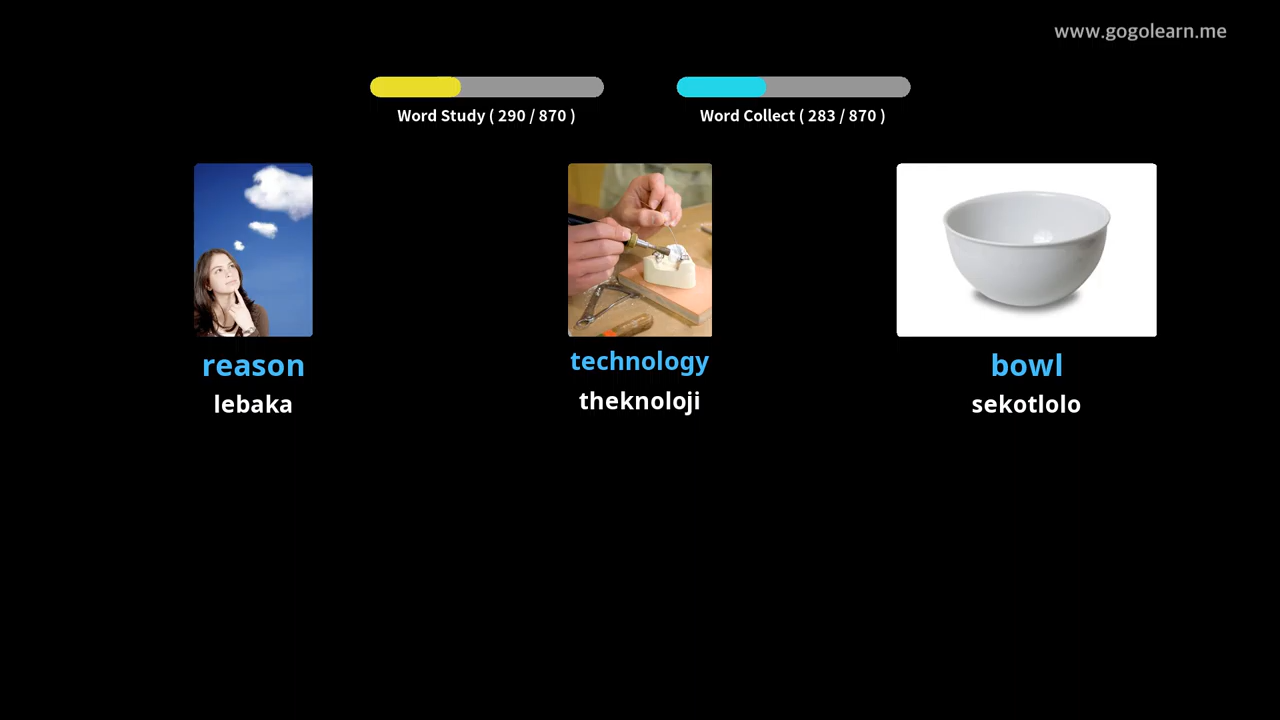 www.gogolearn.me
Word Study ( 290 / 870 )
Word Collect ( 283 / 870 )
reason
lebaka
technology
theknoloji
bowl
sekotlolo